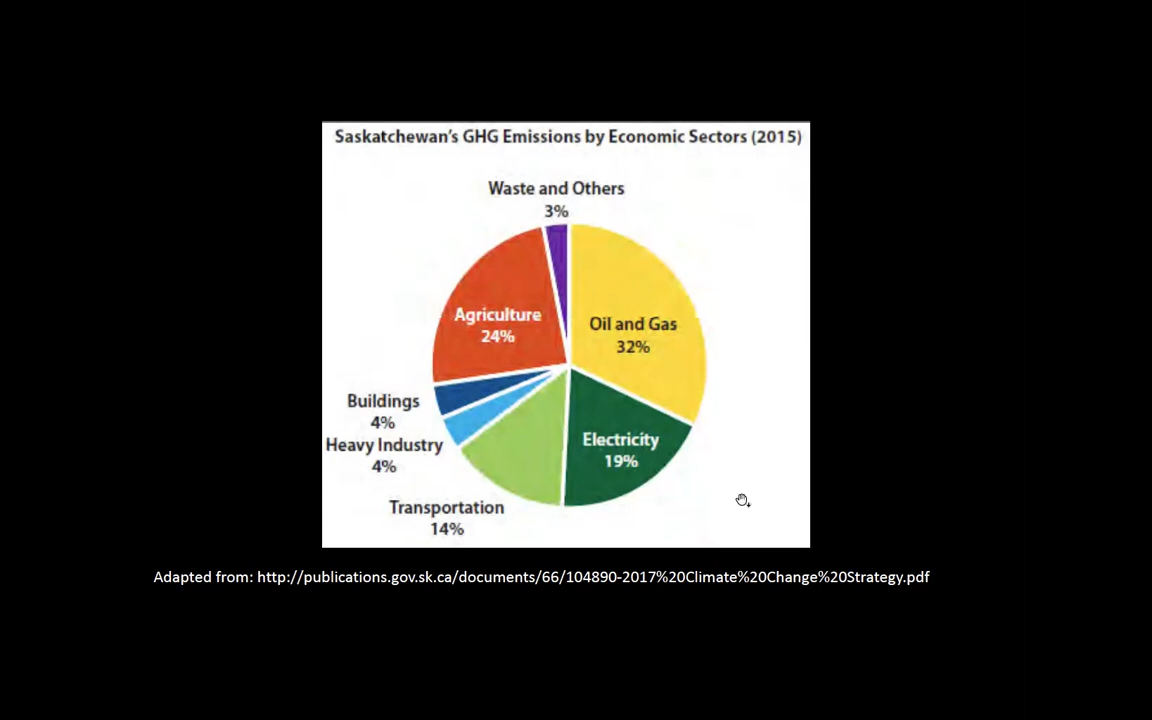 Saskatchewan's GHG Emissions by Economic Sectors (2015)
Waste and Others
3%
Agriculture
24%
Oil and Gas
32%
Buildings
4%
Heavy Industry
4%
Electricity
19%
Transportation
14%
Adapted from: http://publications.gov.sk.ca/documents/66/104890-2017%20Climate%20Change%20Strategy.pdf